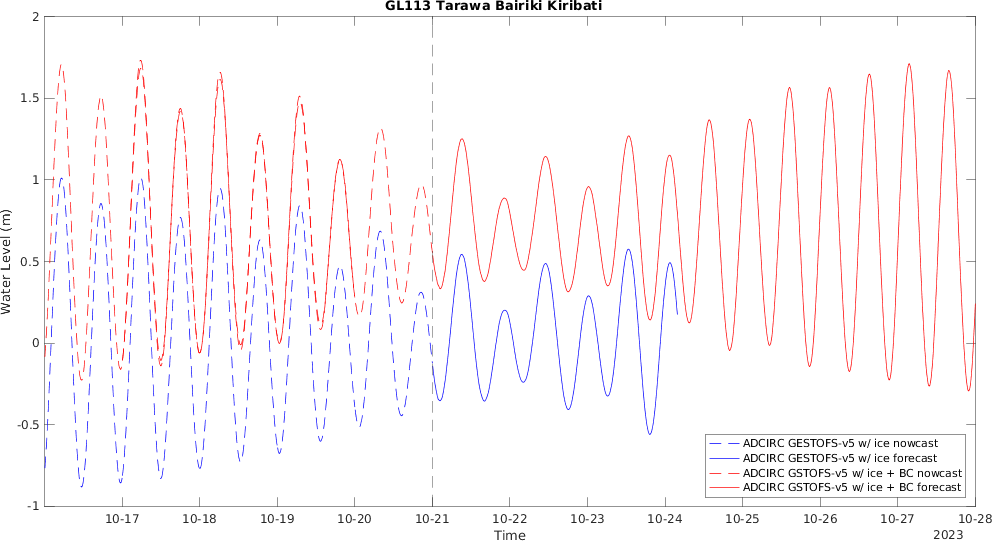 GL113 Tarawa Bairiki Kiribati
2
1.5
1
0.5
0
-0.5
-1
Water Level (m)
10-17 10-18 10-19 10-20 10-21 10-22 10-23 10-24 10-25 10-26 10-27 10-28
Time
2023
ADCIRC GESTOFS-v5 w/ ice nowcast
ADCIRC GESTOFS-v5 w/ ice forecast
ADCIRC GSTOFS-v5 w/ ice + BC nowcast
ADCIRC GSTOFS-v5 w/ ice + BC forecast